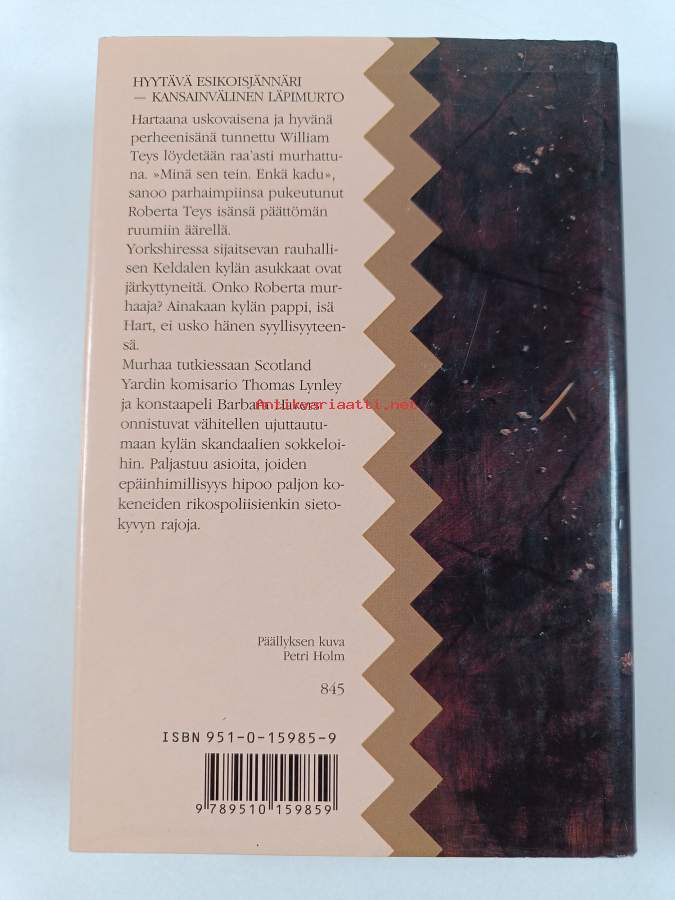 HYYTÄVÄ ESIKOISJÄNNÄRI
— KANSAINVÄLINEN LÄPIMURTO
Hartaana uskovaisena ja hyvänä
perheenisänä tunnettu William
Teys löydetään raa'asti murhattu-
na. »Minä sen tein. Enkä kadu»,
sanoo parhaimpiinsa pukeutunut
Roberta Teys isänsä päättömän
ruumiin äärellä.
Yorkshiressa sijaitsevan rauhalli-
sen Keldalen kylän asukkaat ovat
järkyttyneitä. Onko Roberta mur-
haaja? Ainakaan kylän pappi, isä
Hart, ei usko hänen syyllisyyteen-
sä.
Murhaa tutkiessaan Scotland
Yardin komisario Thomas Lynley
ja konstaapeli Barbara Havers
Antikvariaatti.net
onnistuvat vähitellen ujuttautu-
maan kylän skandaalien sokkeloi-
hin. Paljastuu asioita, joiden
epäinhimillisyys hipoo paljon ko-
keneiden rikospoliisienkin sieto-
kyvyn rajoja.
Päällyksen kuva
Petri Holm
845
ISBN 951-0-15985-9
9 789510 159859